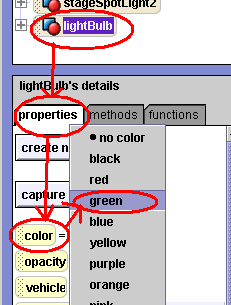 stageSpotLight2
lightBulb
lightBulb's details
properties methods functions
create n
no color
black
capture
red
green
color =
blue
opacity
yellow
purple
vehicle
orange